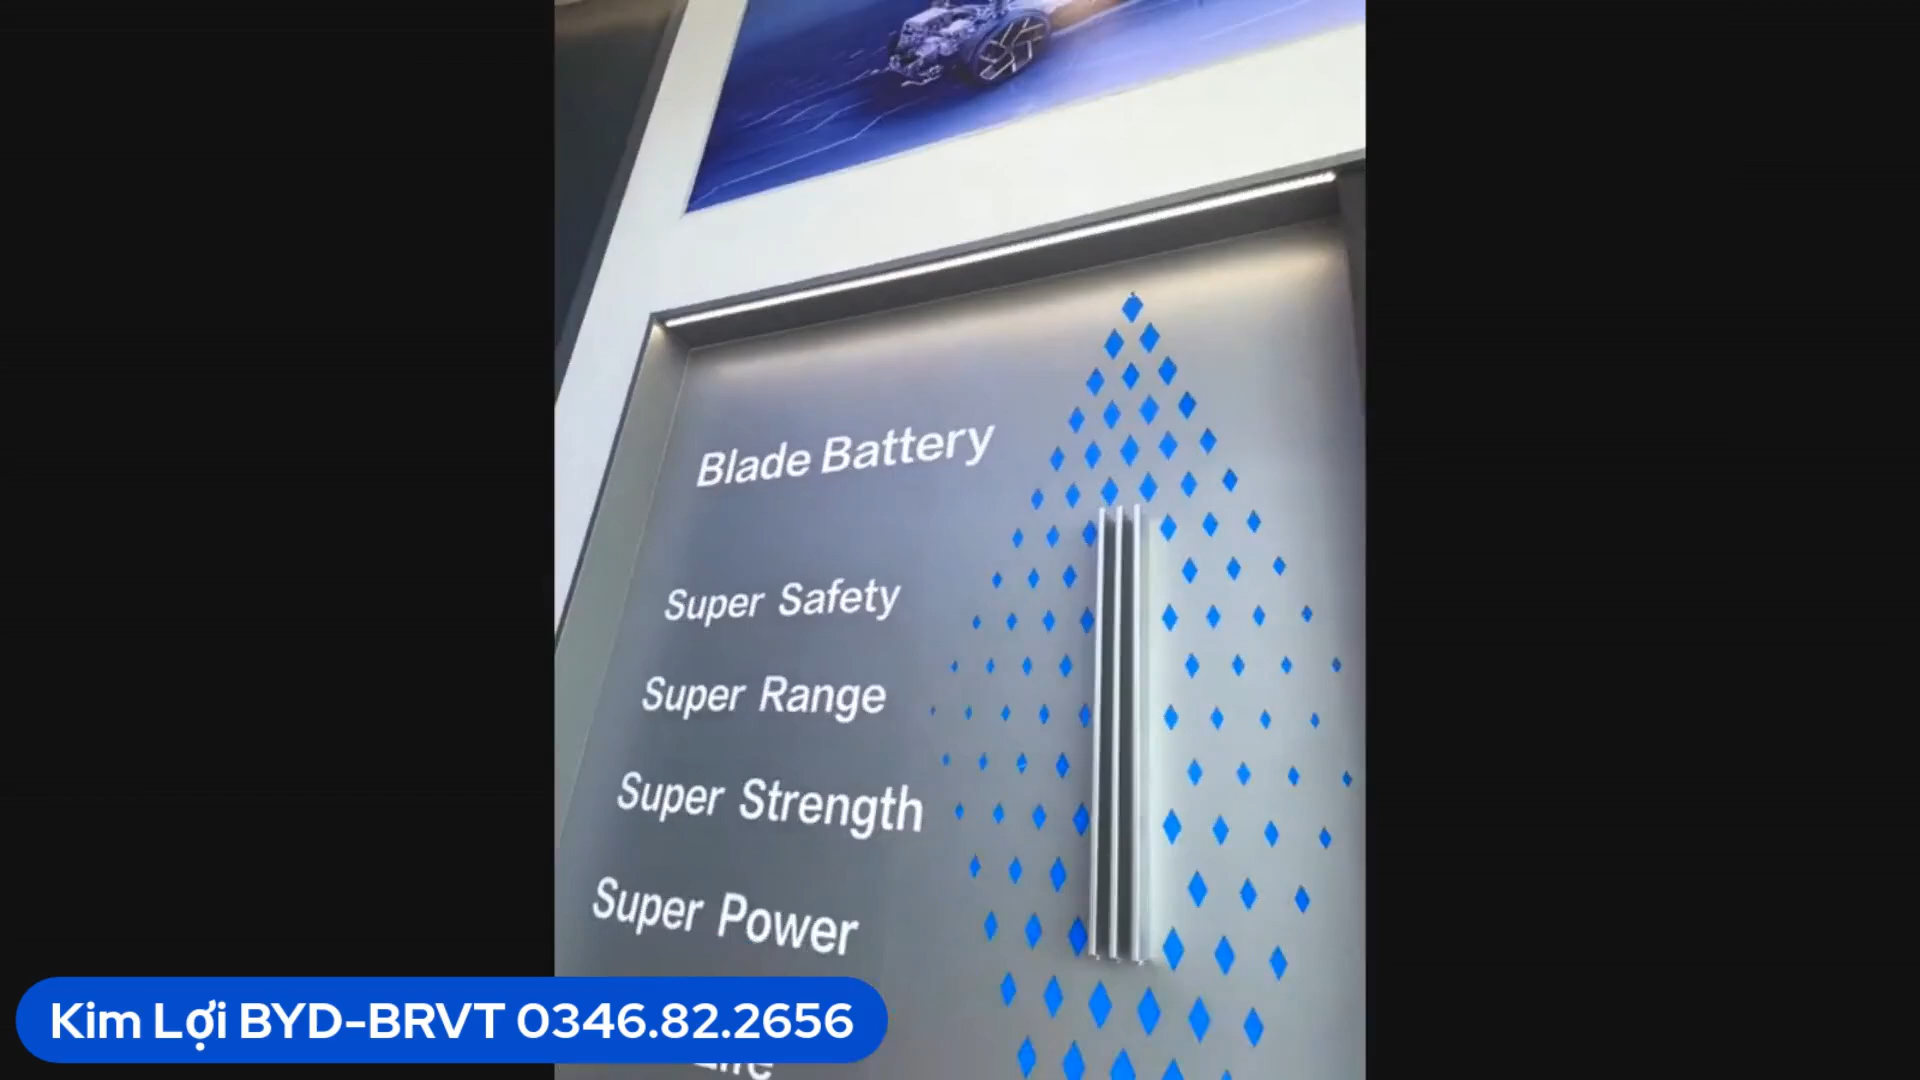 Blade Battery
Super Safety
Super Range
Super Strength
Super Power
Kim Lợi BYD-BRVT 0346.82.2656